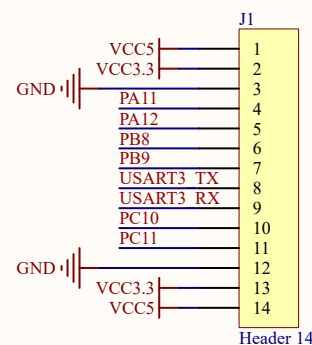 J1
VCC5 1
VCC3.3 2
GND 3
PA11 4
PA12 5
PB8 6
PB9 7
USART3_TX 8
USART3_RX 9
PC10 10
PC11 11
GND 12
VCC3.3 13
VCC5 14
Header 14